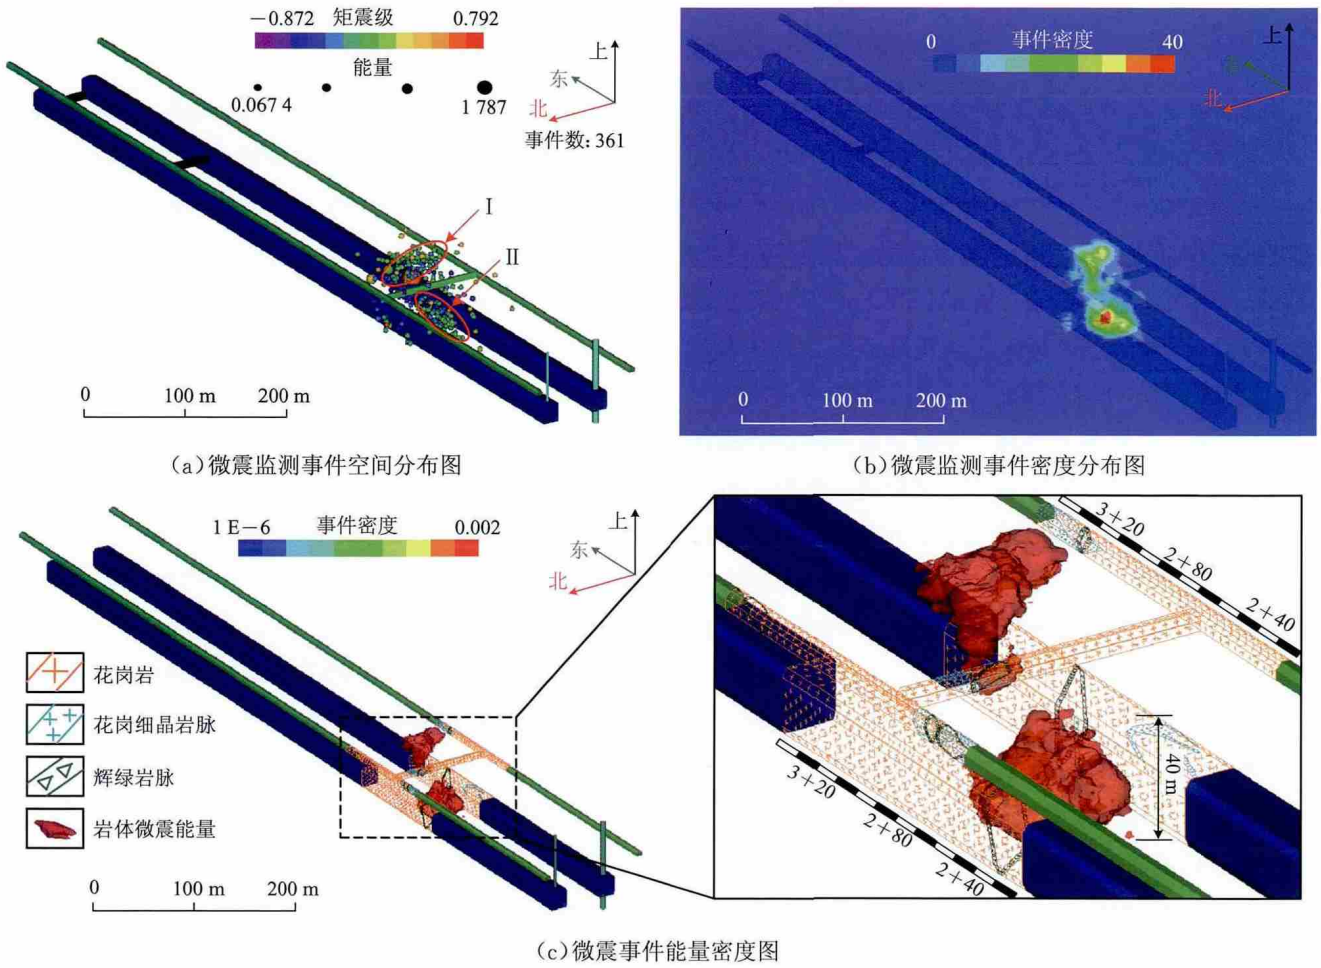 −0.872 矩震级 0.792
能量
0.067 4 1 787
上
东
北
事件数: 361
I
II
0 100 m 200 m
(a)微震监测事件空间分布图
0 事件密度 40
上
北
0 100 m 200 m
(b)微震监测事件密度分布图
1 E−6 事件密度 0.002
上
东
北
花岗岩
花岗细晶岩脉
辉绿岩脉
岩体微震能量
0 100 m 200 m
3+20
2+80
2+40
40 m
3+20
2+80
2+40
(c)微震事件能量密度图